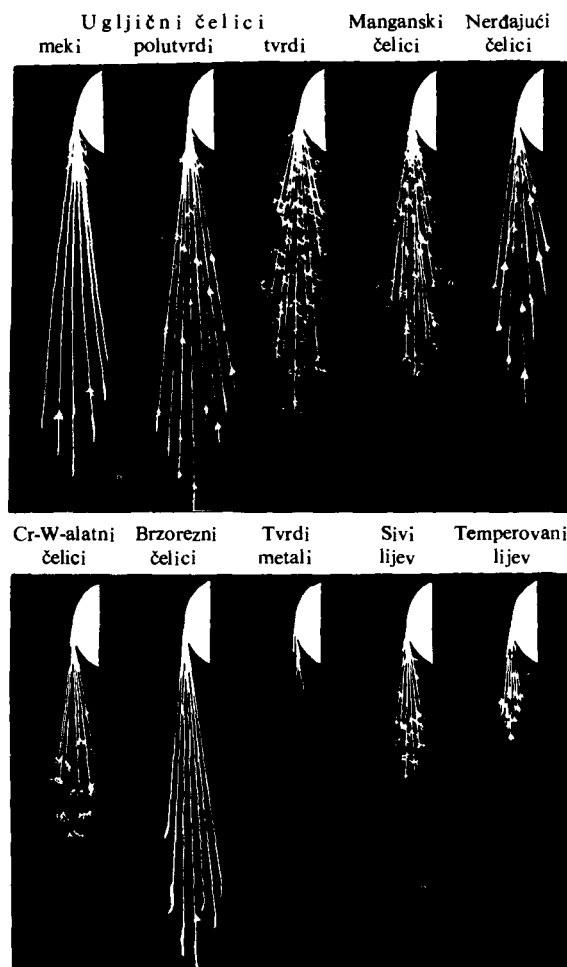 Ugljični čelici Manganski Nerđajući
meki polutvrdi tvrdi čelici čelici
Cr-W-alatni Brzorezni Tvrdi Sivi Temperovani
čelici čelici metali lijev lijev